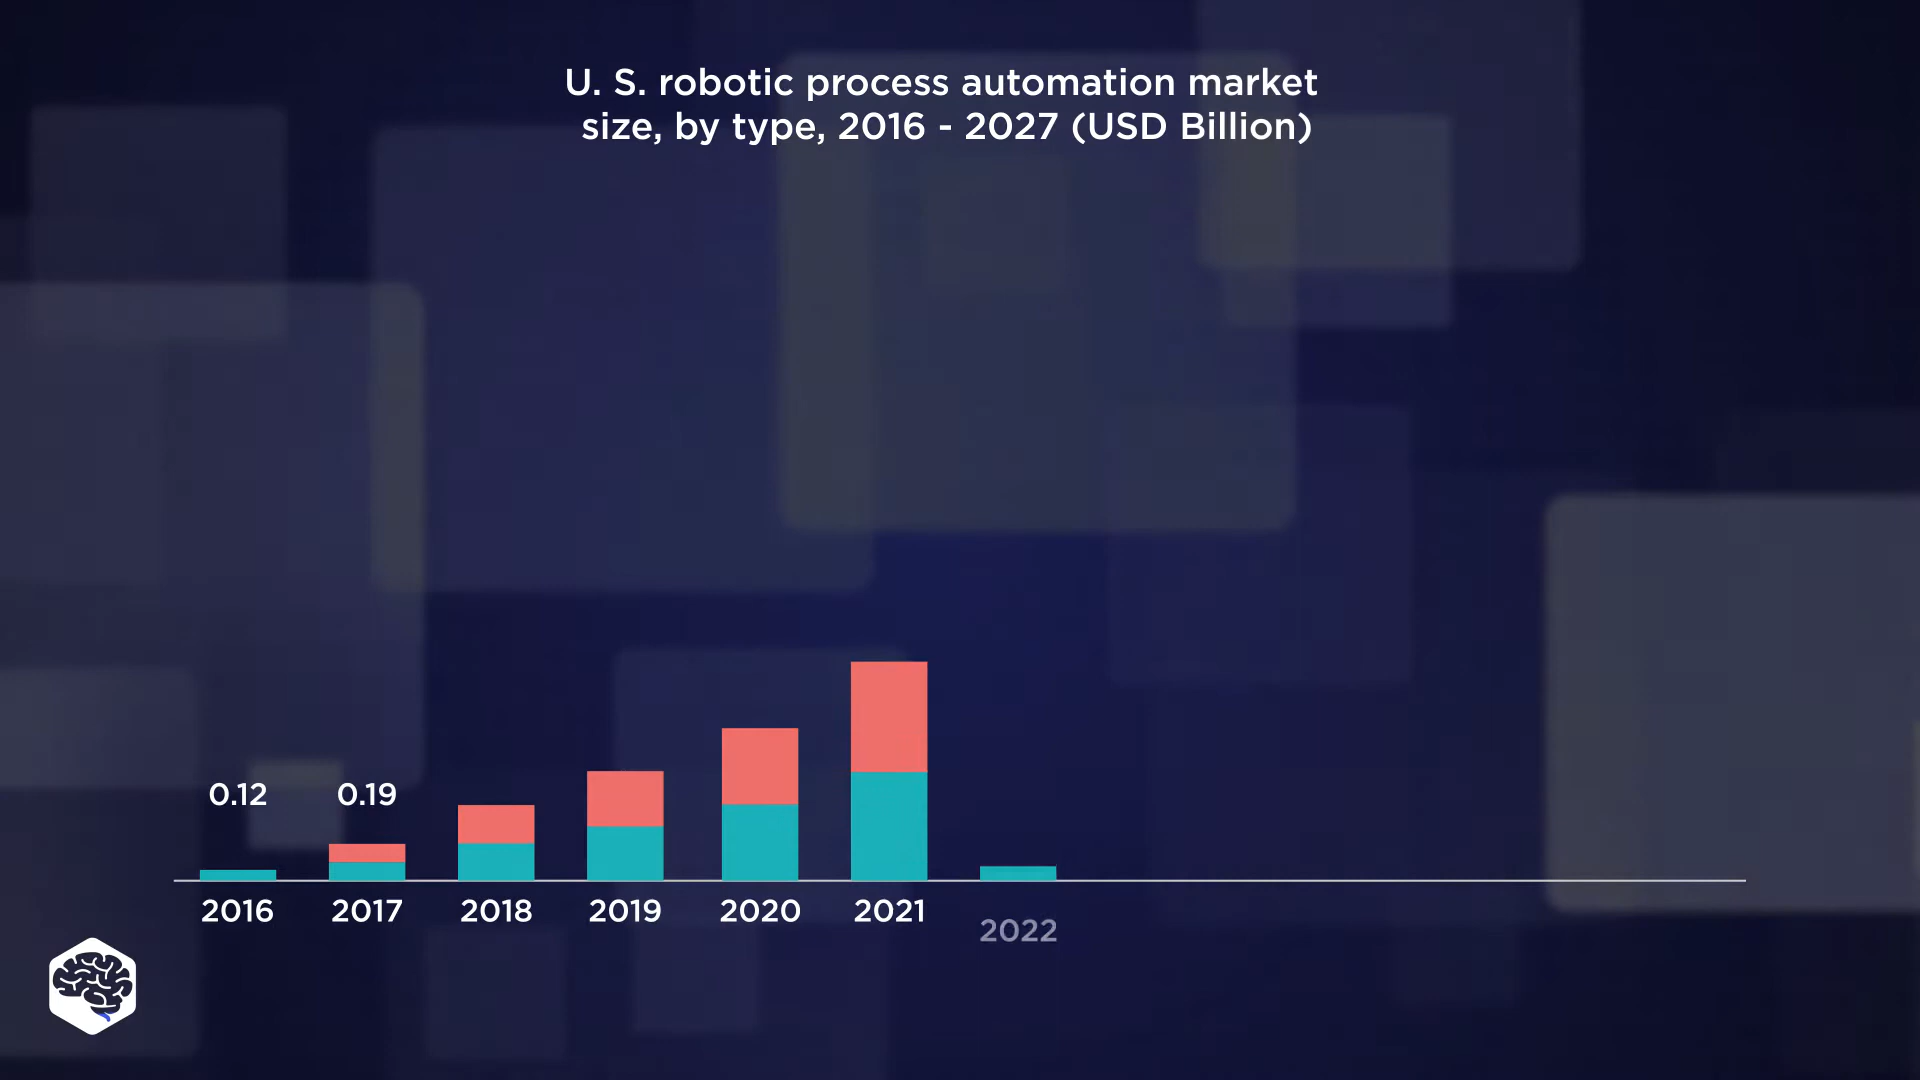 U. S. robotic process automation market
size, by type, 2016 - 2027 (USD Billion)
0.12 0.19
2016 2017 2018 2019 2020 2021 2022